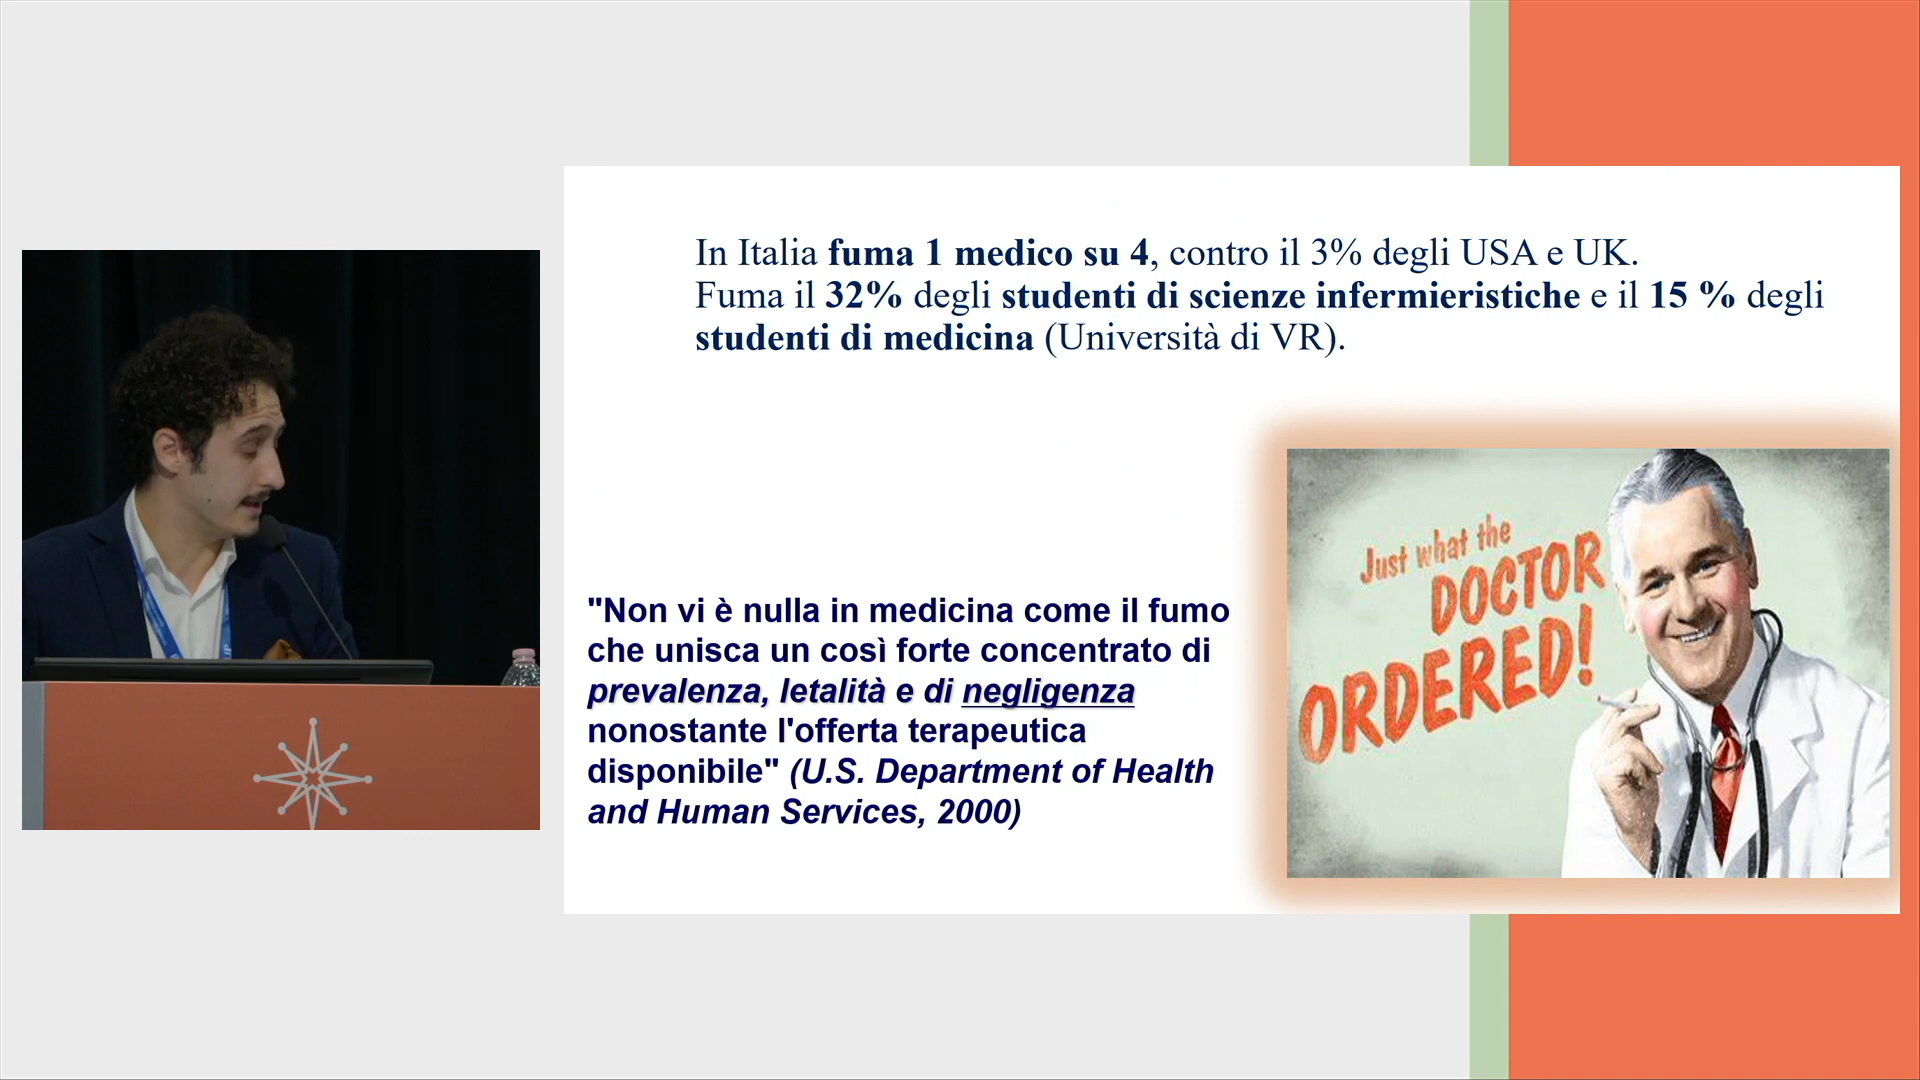 In Italia fuma 1 medico su 4, contro il 3% degli USA e UK.
Fuma il 32% degli studenti di scienze infermieristiche e il 15 % degli
studenti di medicina (Università di VR).
"Non vi è nulla in medicina come il fumo
che unisca un così forte concentrato di
prevalenza, letalità e di negligenza
nonostante l'offerta terapeutica
disponibile" (U.S. Department of Health
and Human Services, 2000)
Just what the
DOCTOR
ORDERED!